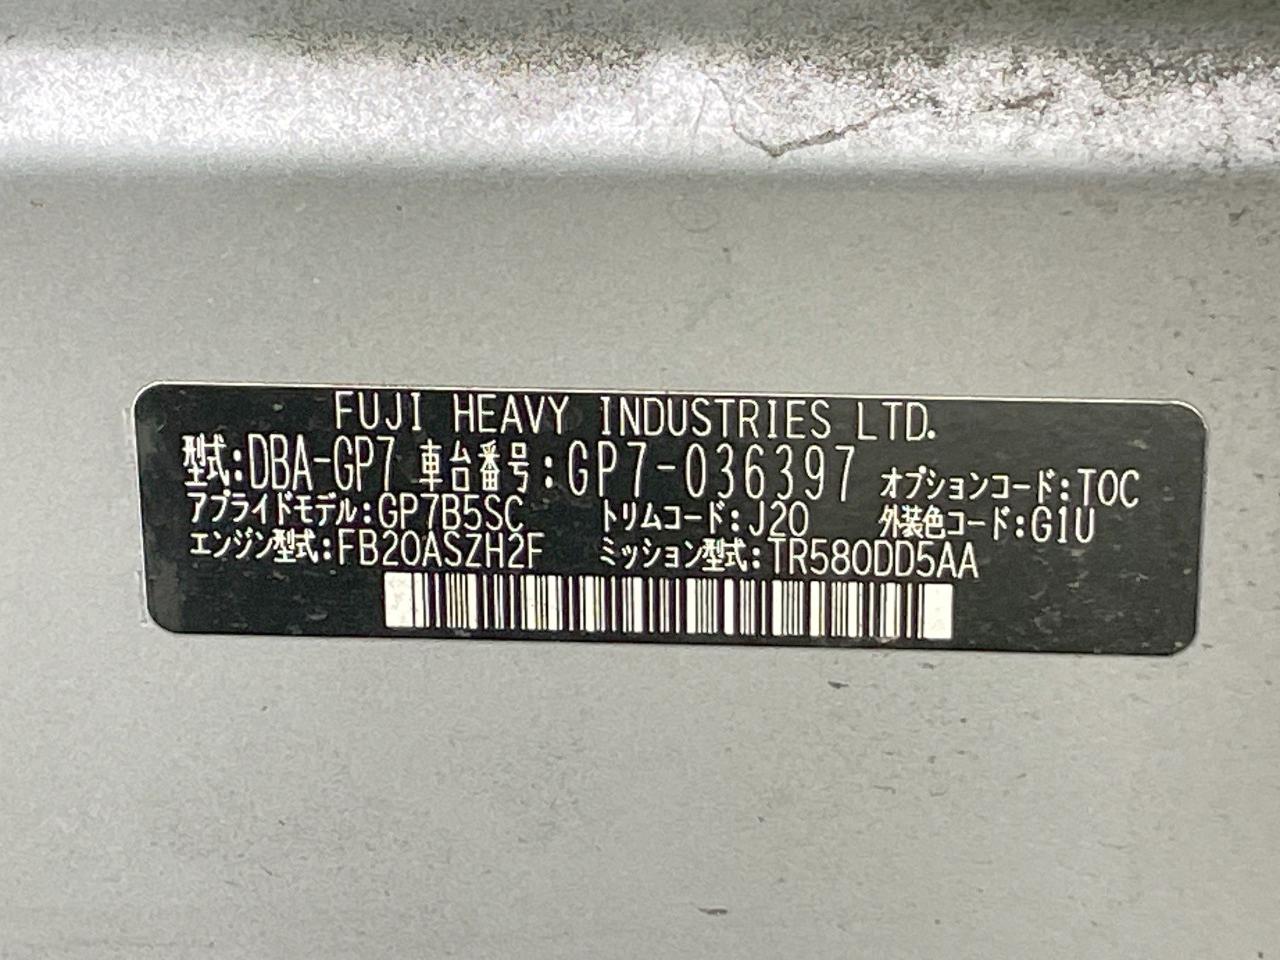 FUJI HEAVY INDUSTRIES LTD.
型式:DBA-GP7 車台番号:GP7-036397 オプションコード:TOC
アプライドモデル:GP7B5SC トリムコード:J20 外装色コード:G1U
エンジン型式:FB20ASZH2F ミッション型式:TR580DD5AA